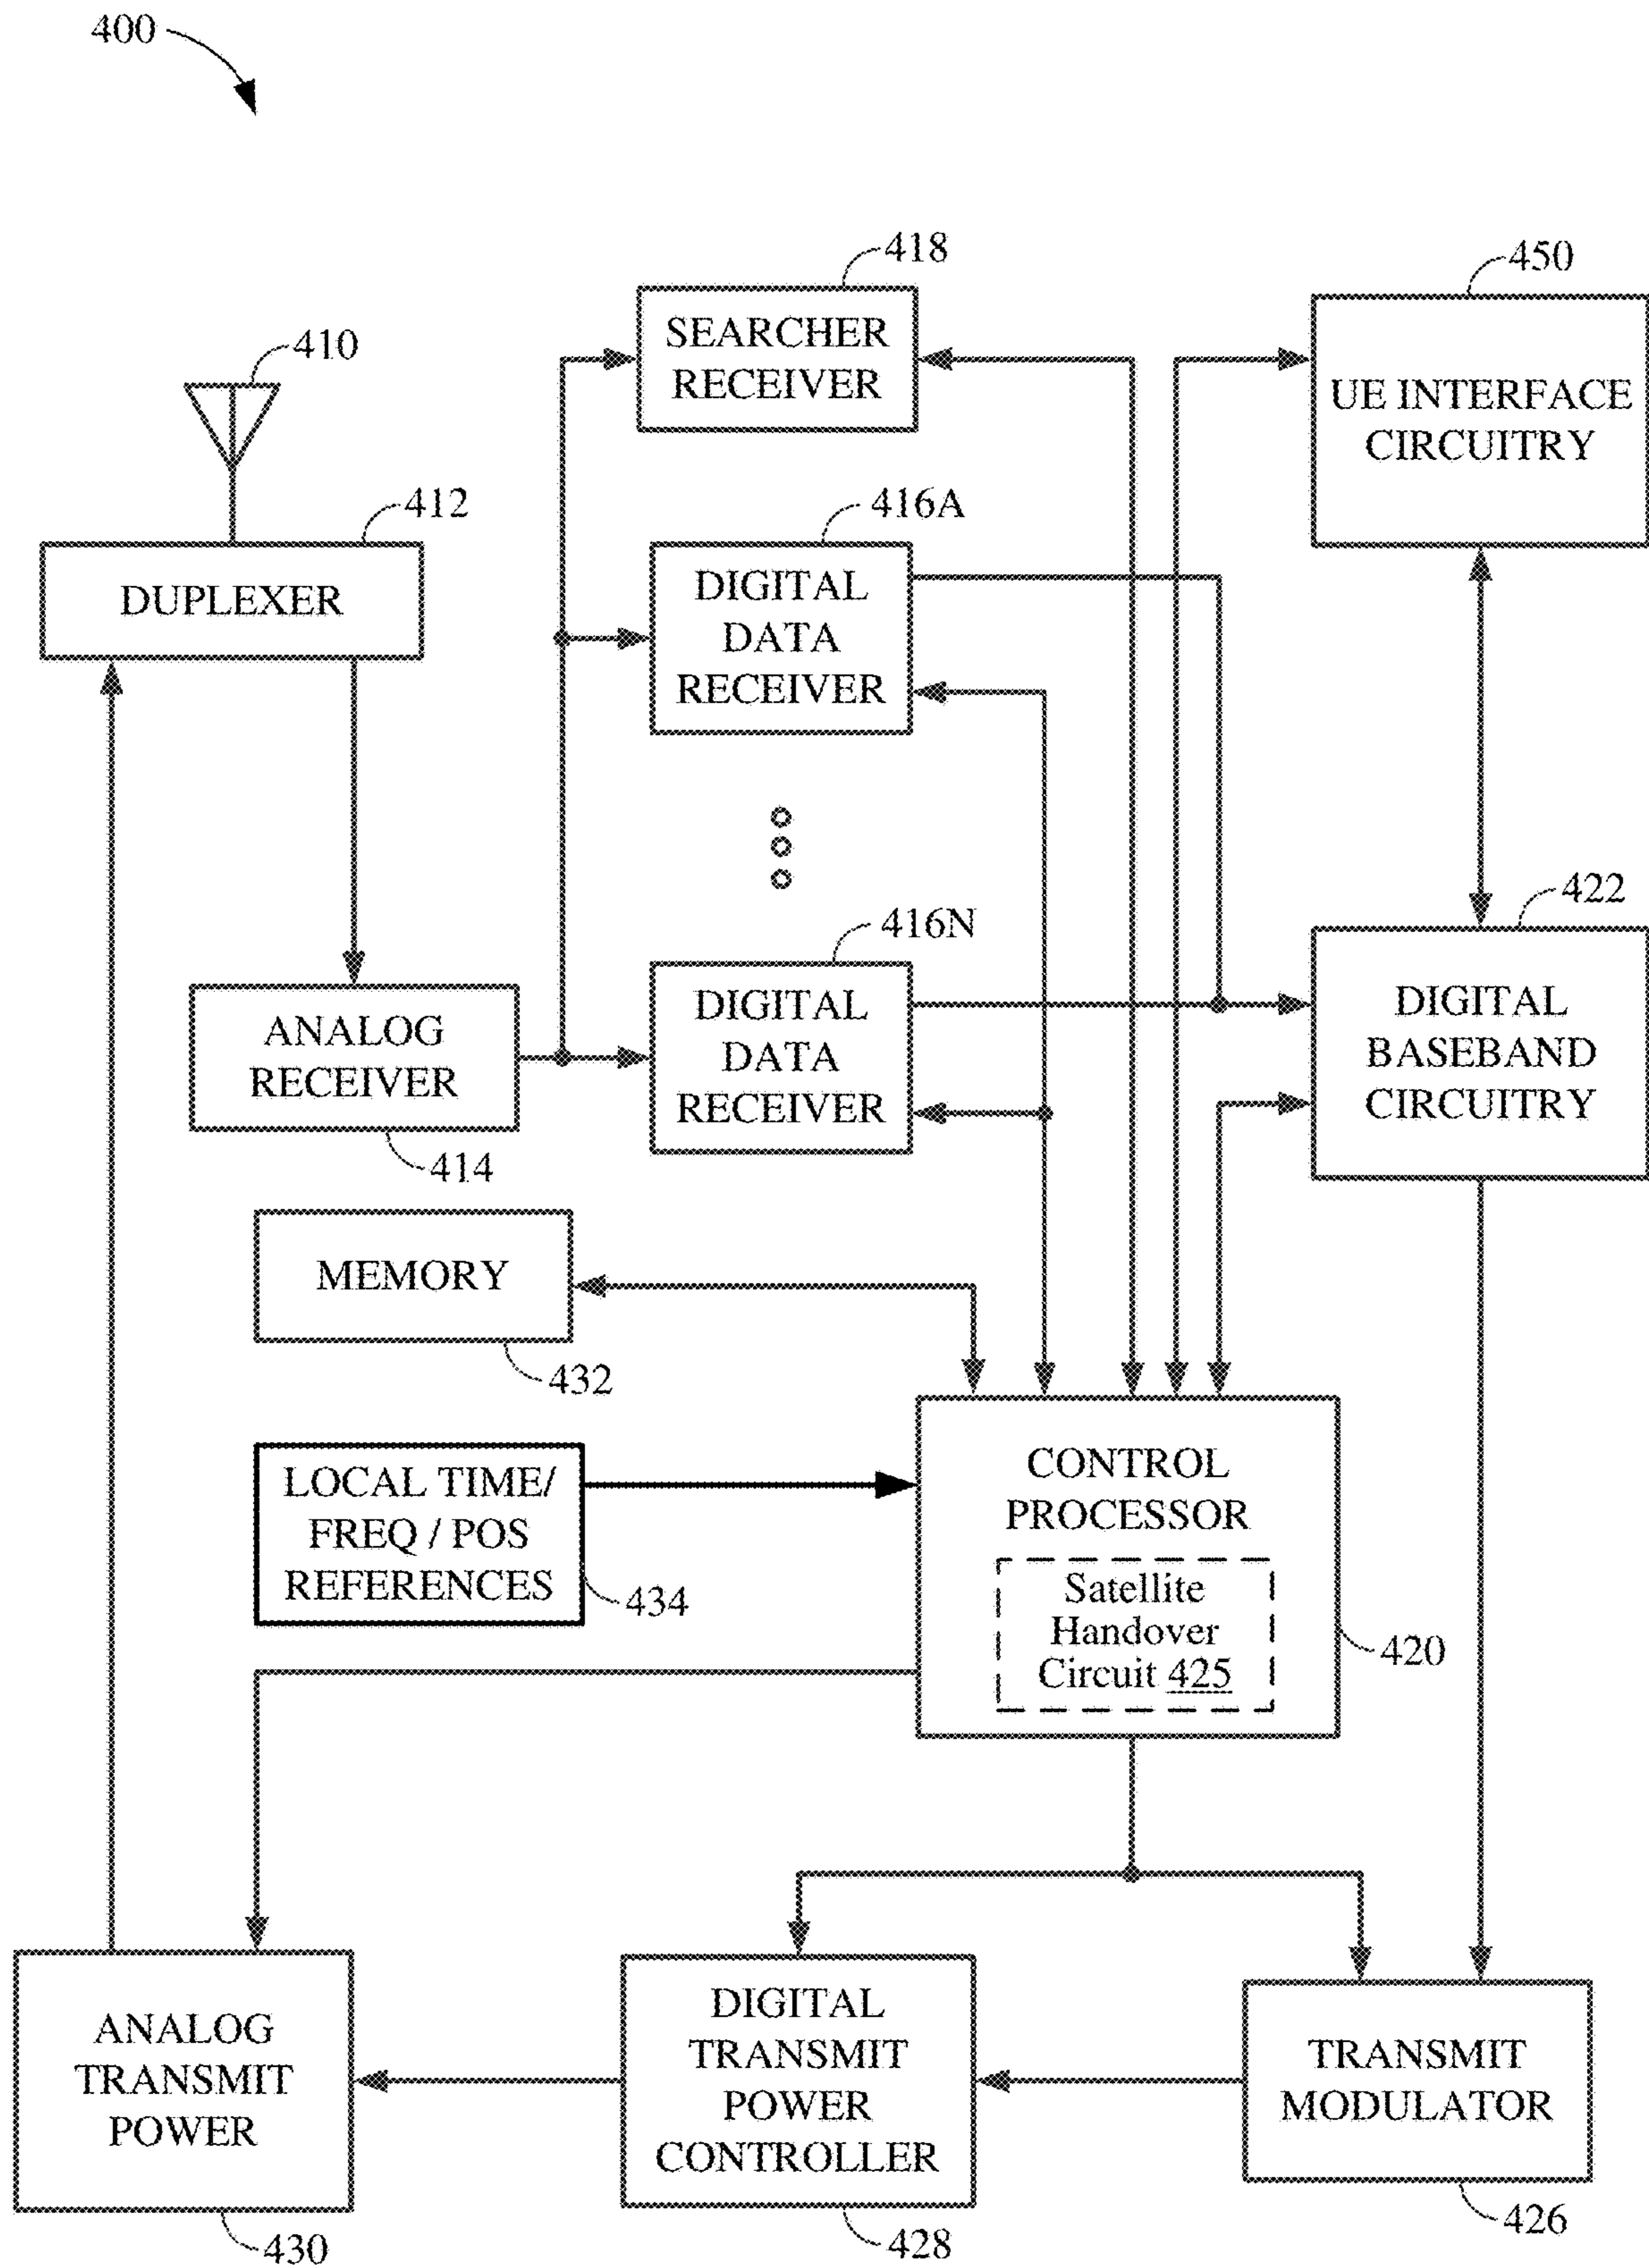 400
418
SEARCHER
RECEIVER
450
UE INTERFACE
CIRCUITRY
410
412
DUPLEXER
416A
DIGITAL
DATA
RECEIVER
416N
DIGITAL
DATA
RECEIVER
422
DIGITAL
BASEBAND
CIRCUITRY
ANALOG
RECEIVER
414
MEMORY
432
LOCAL TIME/
FREQ / POS
REFERENCES
434
CONTROL
PROCESSOR
Satellite
Handover
Circuit 425
420
ANALOG
TRANSMIT
POWER
430
DIGITAL
TRANSMIT
POWER
CONTROLLER
428
TRANSMIT
MODULATOR
426